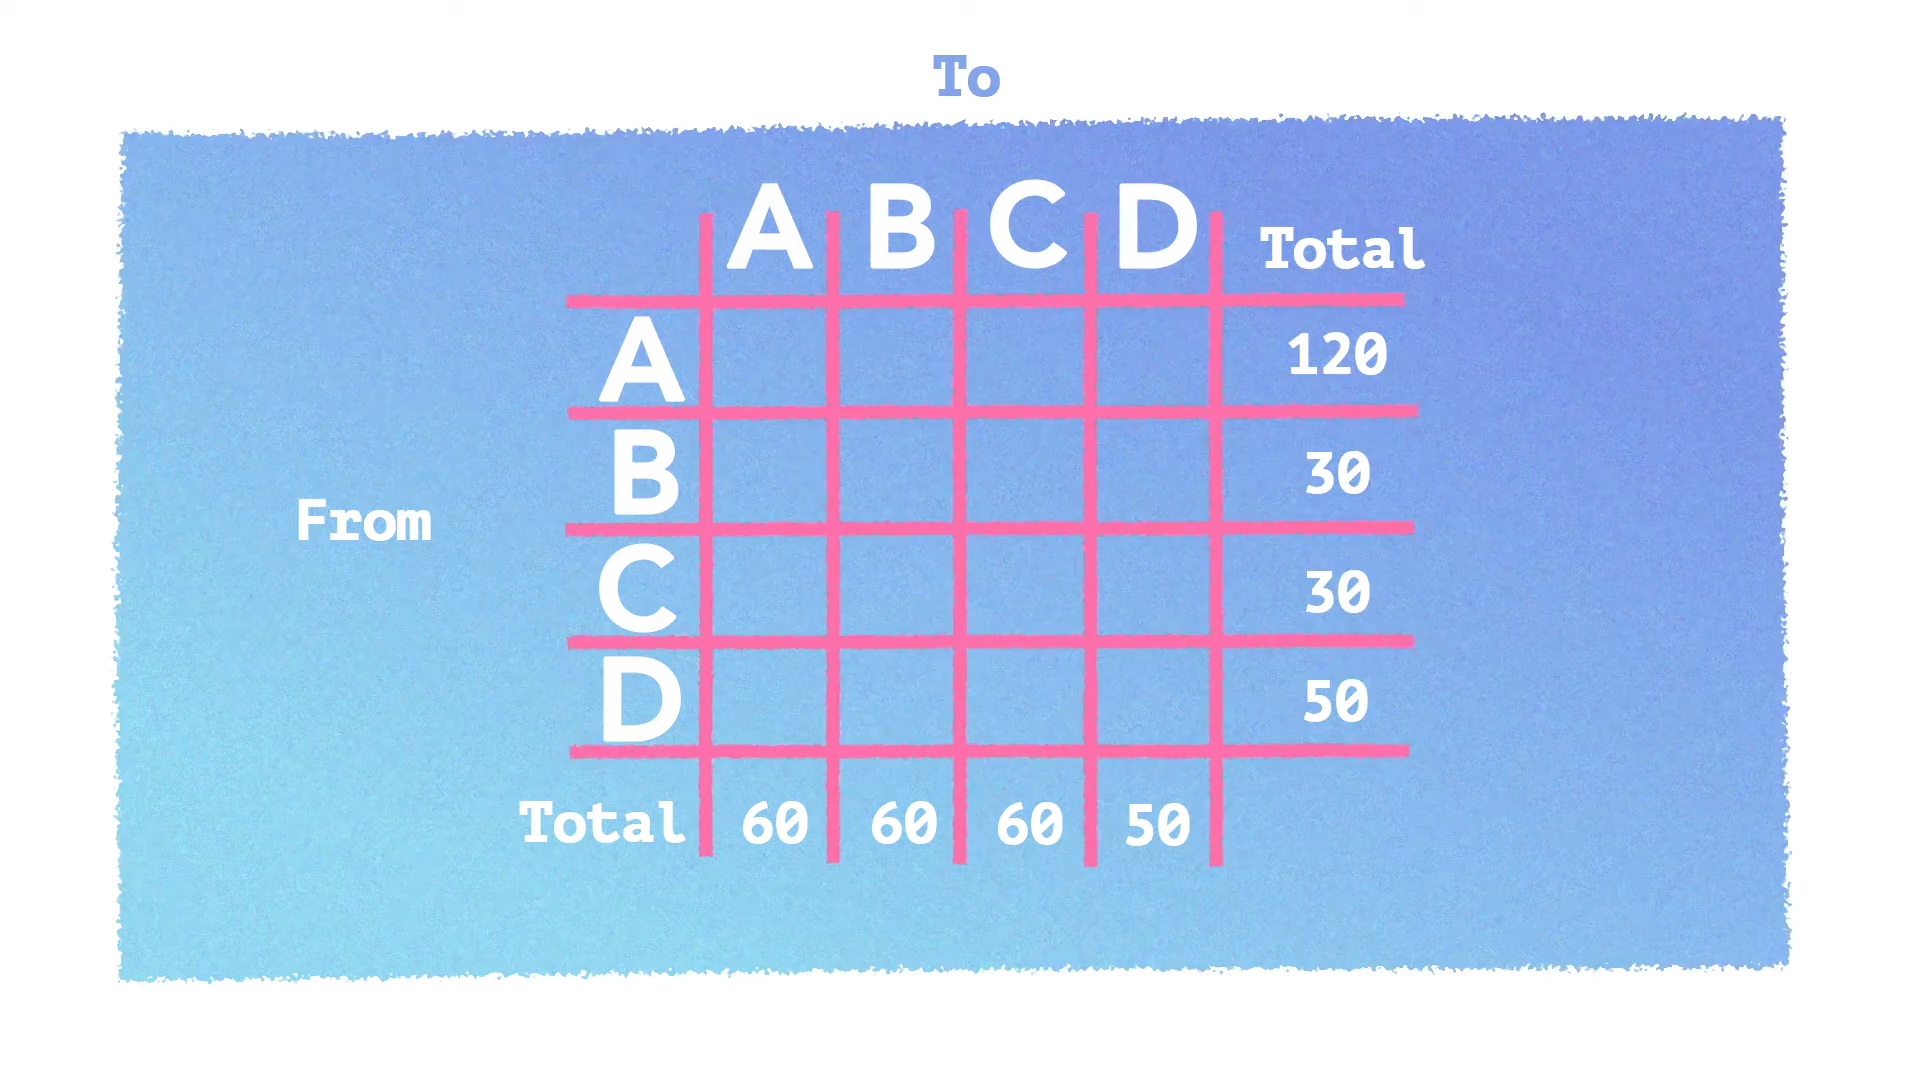 To
A B C D Total
A 120
B 30
From
C 30
D 50
Total 60 60 60 50